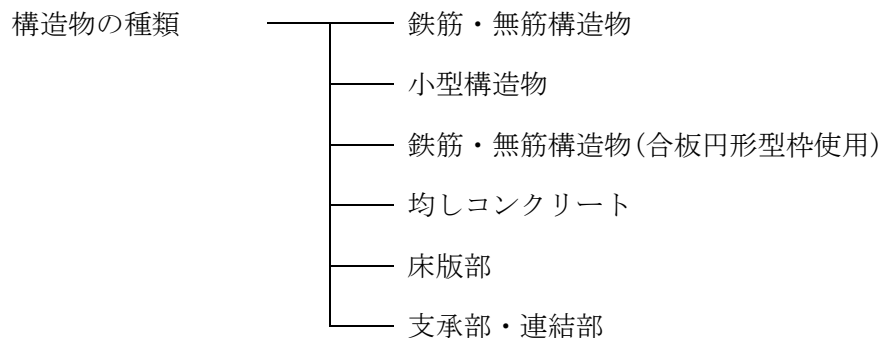 構造物の種類
鉄筋・無筋構造物
小型構造物
鉄筋・無筋構造物(合板円形型枠使用)
均しコンクリート
床版部
支承部・連結部